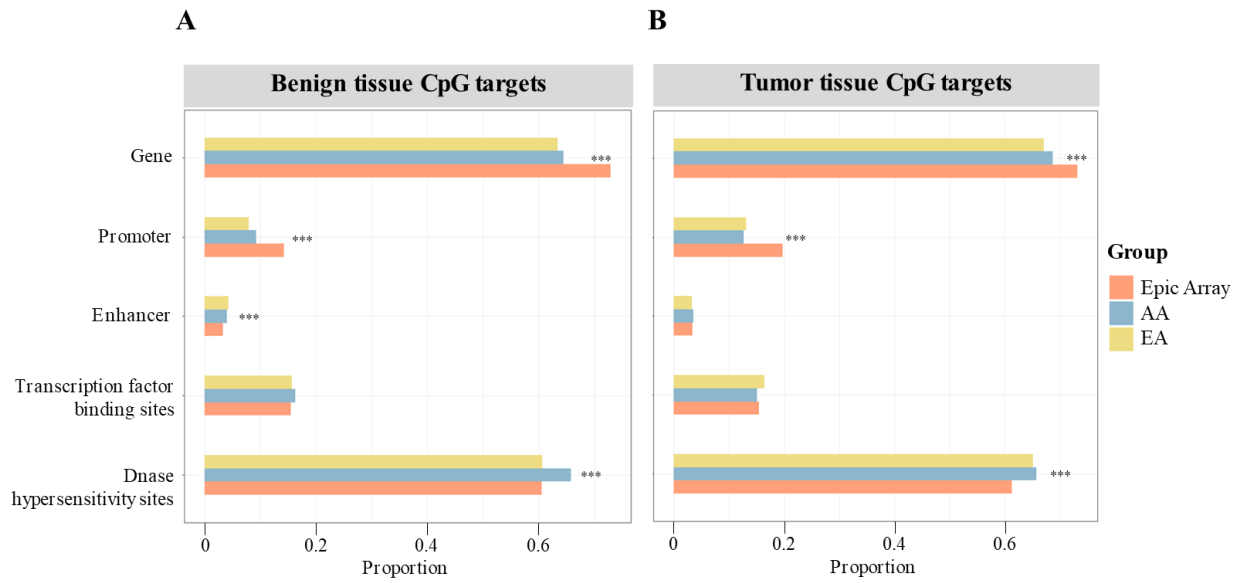 A
B
Benign tissue CpG targets
Tumor tissue CpG targets
Gene
***
***
Promoter
***
***
Enhancer
***
Transcription factor
binding sites
Dnase
hypersensitivity sites
***
***
Group
Epic Array
AA
EA
0
0.2
0.4
0.6
Proportion
0
0.2
0.4
0.6
Proportion